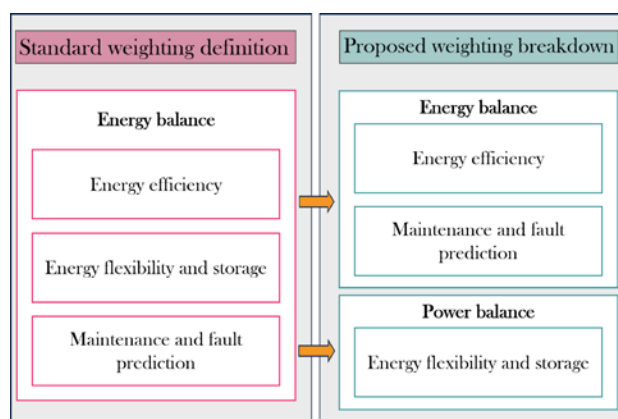 Standard weighting definition
Energy balance
Energy efficiency
Energy flexibility and storage
Maintenance and fault
prediction
Proposed weighting breakdown
Energy balance
Energy efficiency
Maintenance and fault
prediction
Power balance
Energy flexibility and storage